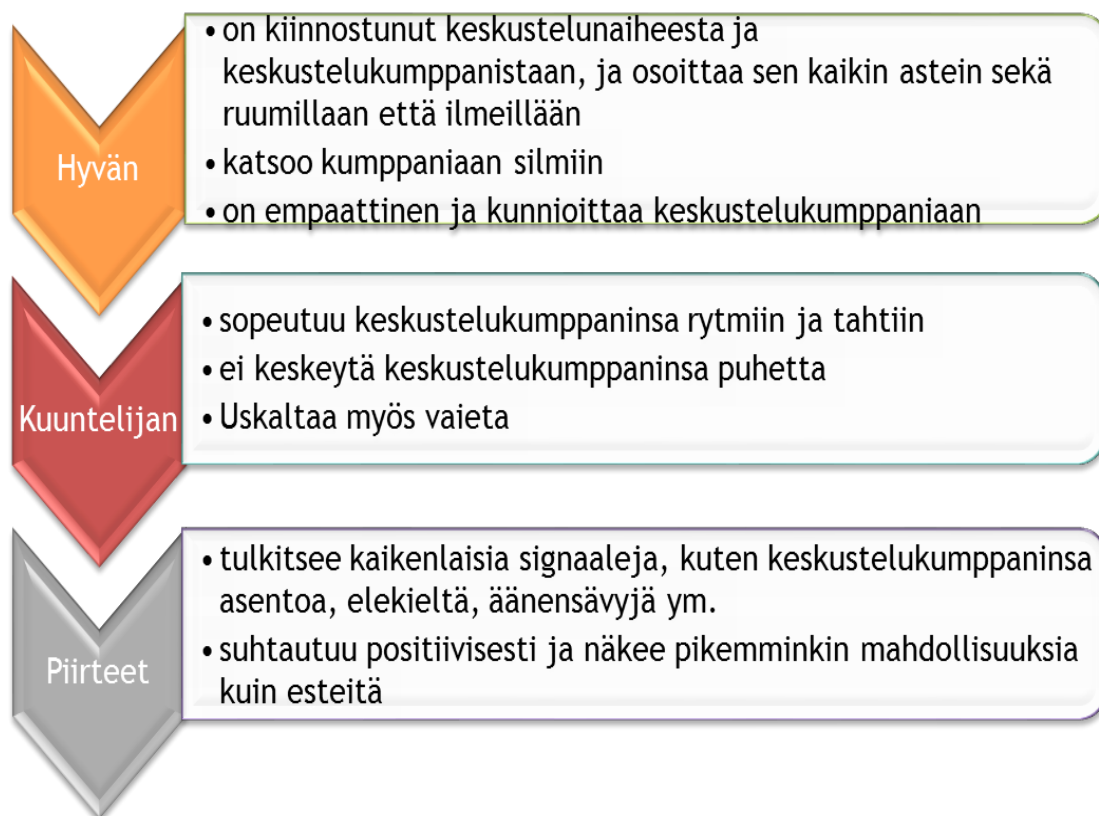 • on kiinnostunut keskustelunaiheesta ja
keskustelukumppanistaan, ja osoittaa sen kaikin astein sekä
ruumillaan että ilmeillään
Hyvän
• katsoo kumppaniaan silmiin
• on empaattinen ja kunnioittaa keskustelukumppaniaan
• sopeutuu keskustelukumppaninsa rytmiin ja tahtiin
• ei keskeytä keskustelukumppaninsa puhetta
Kuuntelijan
• Uskaltaa myös vaieta
• tulkitsee kaikenlaisia signaaleja, kuten keskustelukumppaninsa
asentoa, elekieltä, äänensävyjä ym.
Piirteet
• suhtautuu positiivisesti ja näkee pikemminkin mahdollisuuksia
kuin esteitä